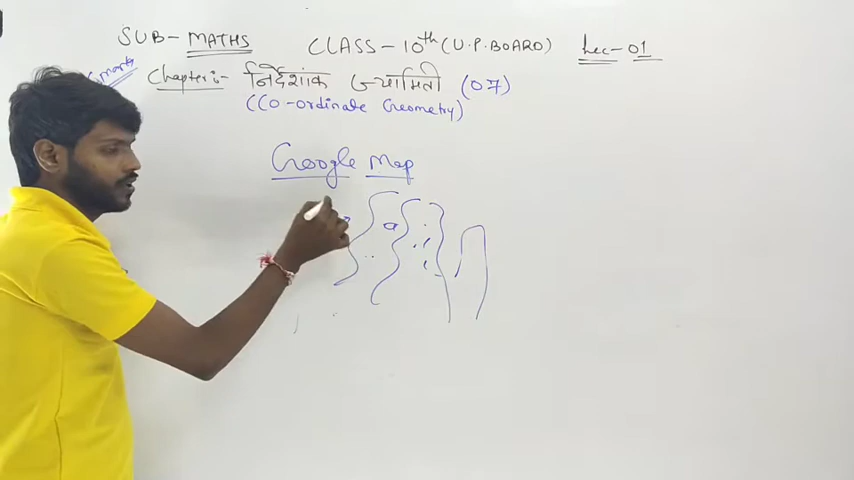 SUB - MATHS CLASS - 10th (U.P.BOARD) Lec - 01
Chapter :- निर्देशांक ज्यामिती (07)
(Co-ordinate Geometry)
Google Map